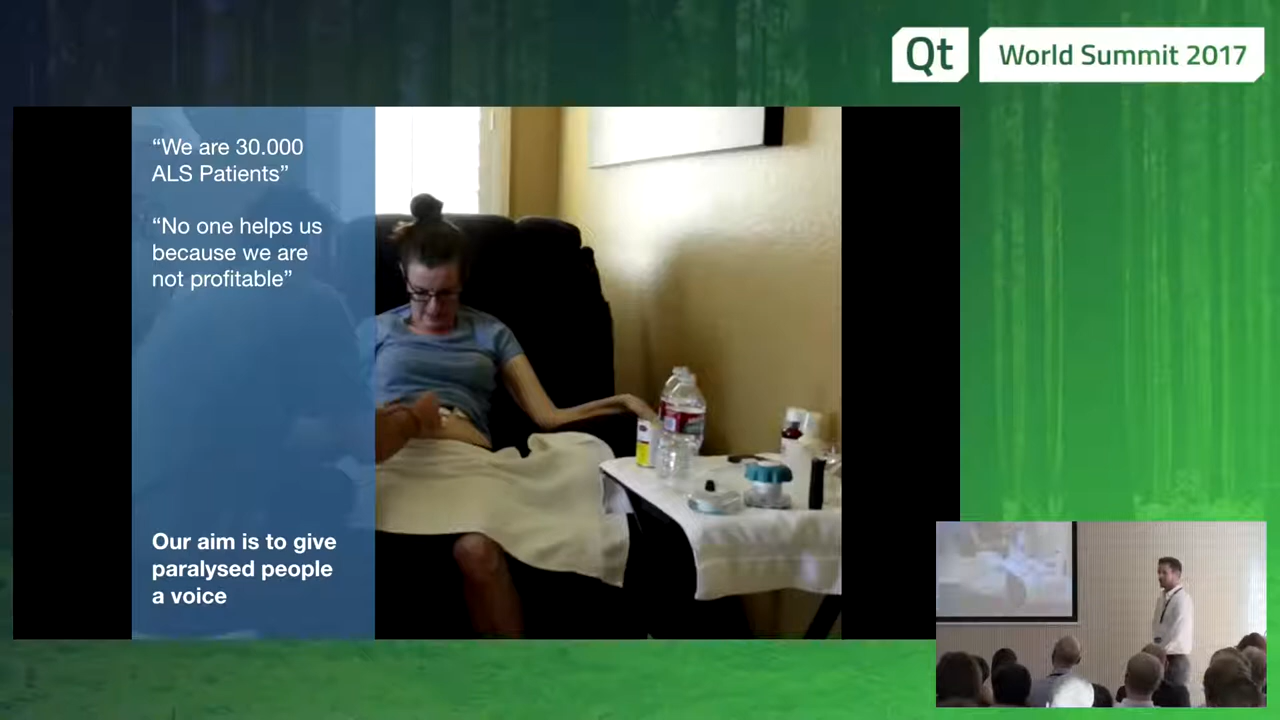 Qt World Summit 2017
“We are 30.000
ALS Patients”
“No one helps us
because we are
not profitable”
Our aim is to give
paralysed people
a voice